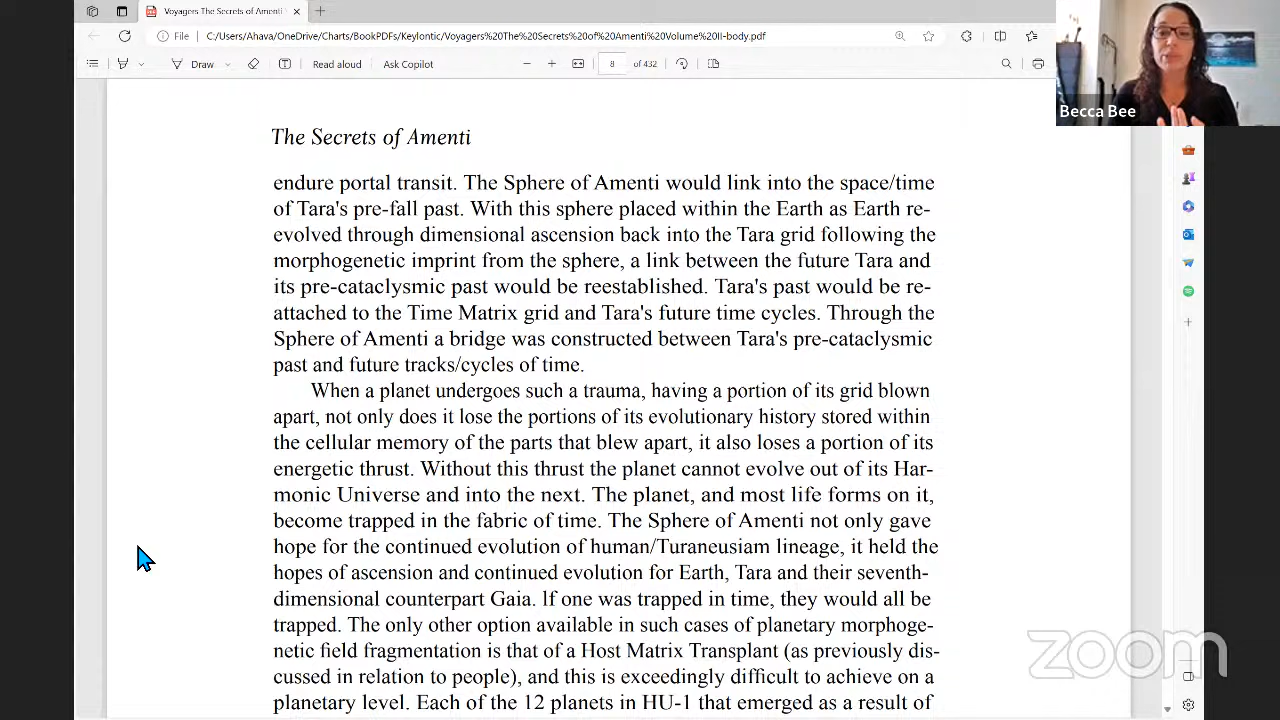 Voyagers The Secrets of Amenti
File
C:/Users/Ahava/OneDrive/Charts/BookPDFs/Keylontic/Voyagers%20The%20Secrets%20of%20Amenti%20Volume%20II-body.pdf
Draw
Read aloud
Ask Copilot
8
of 432
Becca Bee
The Secrets of Amenti
endure portal transit. The Sphere of Amenti would link into the space/time
of Tara's pre-fall past. With this sphere placed within the Earth as Earth re-
evolved through dimensional ascension back into the Tara grid following the
morphogenetic imprint from the sphere, a link between the future Tara and
its pre-cataclysmic past would be reestablished. Tara's past would be re-
attached to the Time Matrix grid and Tara's future time cycles. Through the
Sphere of Amenti a bridge was constructed between Tara's pre-cataclysmic
past and future tracks/cycles of time.
When a planet undergoes such a trauma, having a portion of its grid blown
apart, not only does it lose the portions of its evolutionary history stored within
the cellular memory of the parts that blew apart, it also loses a portion of its
energetic thrust. Without this thrust the planet cannot evolve out of its Har-
monic Universe and into the next. The planet, and most life forms on it,
become trapped in the fabric of time. The Sphere of Amenti not only gave
hope for the continued evolution of human/Turaneusiam lineage, it held the
hopes of ascension and continued evolution for Earth, Tara and their seventh-
dimensional counterpart Gaia. lf one was trapped in time, they would all be
trapped. The only other option available in such cases of planetary morphoge-
netic field fragmentation is that of a Host Matrix Transplant (as previously dis-
cussed in relation to people), and this is exceedingly difficult to achieve on a
planetary level. Each of the 12 planets in HU-1 that emerged as a result of
zoom